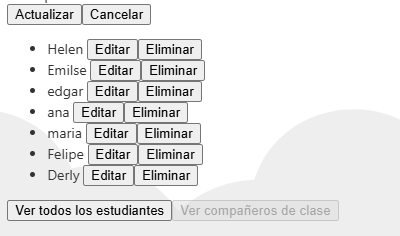 Actualizar Cancelar
Helen Editar Eliminar
Emilse Editar Eliminar
edgar Editar Eliminar
ana Editar Eliminar
maria Editar Eliminar
Felipe Editar Eliminar
Derly Editar Eliminar
Ver todos los estudiantes Ver compañeros de clase